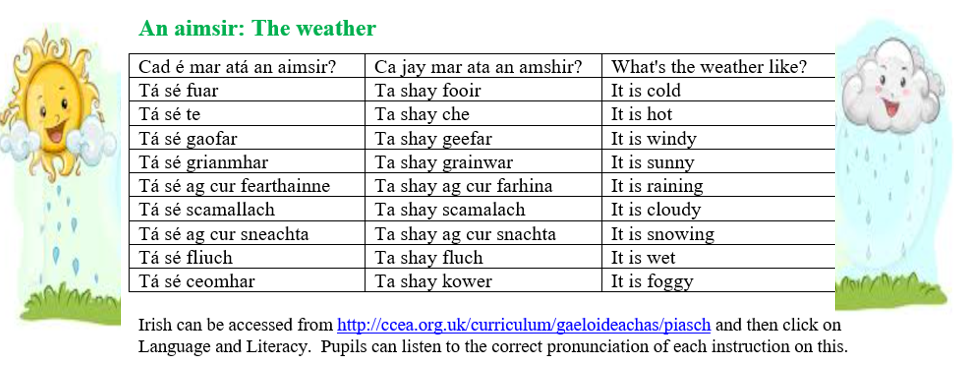 An aimsir: The weather
Cad é mar atá an aimsir? Ca jay mar ata an amshir? What's the weather like?
Tá sé fuar Ta shay fooir It is cold
Tá sé te Ta shay che It is hot
Tá sé gaofar Ta shay geefar It is windy
Tá sé grianmhar Ta shay grainwar It is sunny
Tá sé ag cur fearthainne Ta shay ag cur farhina It is raining
Tá sé scamallach Ta shay scamalach It is cloudy
Tá sé ag cur sneachta Ta shay ag cur snachta It is snowing
Tá sé fliuch Ta shay fluch It is wet
Tá sé ceomhar Ta shay kower It is foggy
Irish can be accessed from http://ccea.org.uk/curriculum/gaeloideachas/piasch and then click on
Language and Literacy. Pupils can listen to the correct pronunciation of each instruction on this.